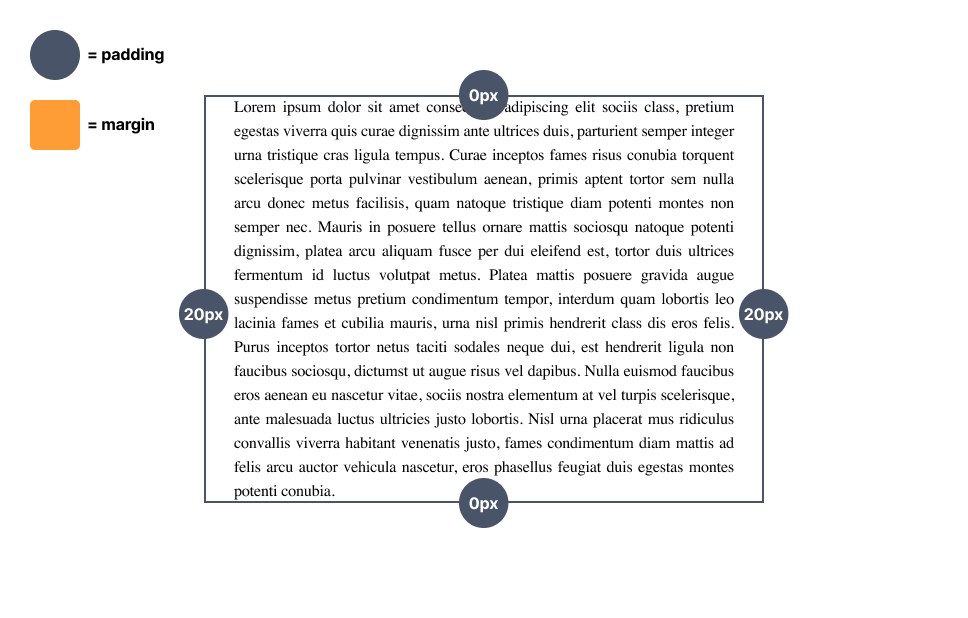 = padding
= margin
0px
Lorem ipsum dolor sit amet conse adipiscing elit sociis class, pretium
egestas viverra quis curae dignissim ante ultrices duis, parturient semper integer
urna tristique cras ligula tempus. Curae inceptos fames risus conubia torquent
scelerisque porta pulvinar vestibulum aenean, primis aptent tortor sem nulla
arcu donec metus facilisis, quam natoque tristique diam potenti montes non
semper nec. Mauris in posuere tellus ornare mattis sociosqu natoque potenti
dignissim, platea arcu aliquam fusce per dui eleifend est, tortor duis ultrices
fermentum id luctus volutpat metus. Platea mattis posuere gravida augue
suspendisse metus pretium condimentum tempor, interdum quam lobortis leo
20px
20px
lacinia fames et cubilia mauris, urna nisl primis hendrerit class dis eros felis.
Purus inceptos tortor netus taciti sodales neque dui, est hendrerit ligula non
faucibus sociosqu, dictumst ut augue risus vel dapibus. Nulla euismod faucibus
eros aenean eu nascetur vitae, sociis nostra elementum at vel turpis scelerisque,
ante malesuada luctus ultricies justo lobortis. Nisl urna placerat mus ridiculus
convallis viverra habitant venenatis justo, fames condimentum diam mattis ad
felis arcu auctor vehicula nascetur, eros phasellus feugiat duis egestas montes
potenti conubia.
0px